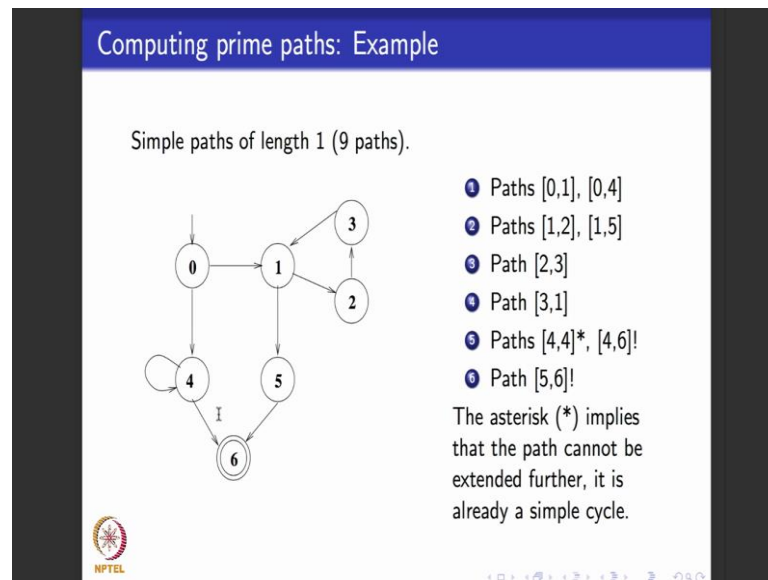 Computing prime paths: Example
Simple paths of length 1 (9 paths).
0
1
2
3
4
5
6
NPTEL
1 Paths [0,1], [0,4]
2 Paths [1,2], [1,5]
3 Path [2,3]
4 Path [3,1]
5 Paths [4,4]*, [4,6]!
6 Path [5,6]!
The asterisk (*) implies
that the path cannot be
extended further, it is
already a simple cycle.